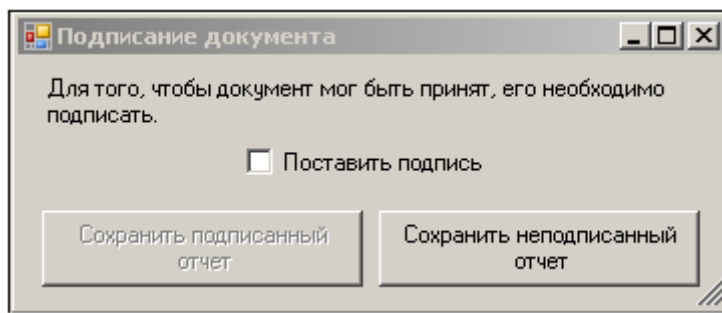 Подписание документа
Для того, чтобы документ мог быть принят, его необходимо
подписать.
Поставить подпись
Сохранить подписанный
отчет
Сохранить неподписанный
отчет